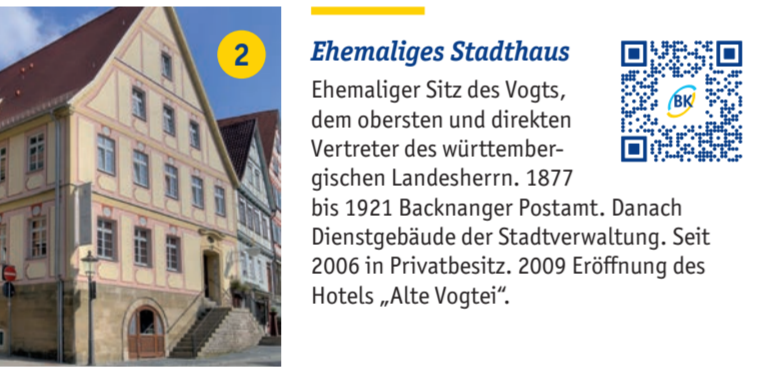 2
Ehemaliges Stadthaus
BK
Ehemaliger Sitz des Vogts,
dem obersten und direkten
Vertreter des württember-
gischen Landesherrn. 1877
bis 1921 Backnanger Postamt. Danach
Dienstgebäude der Stadtverwaltung. Seit
2006 in Privatbesitz. 2009 Eröffnung des
Hotels „Alte Vogtei“.